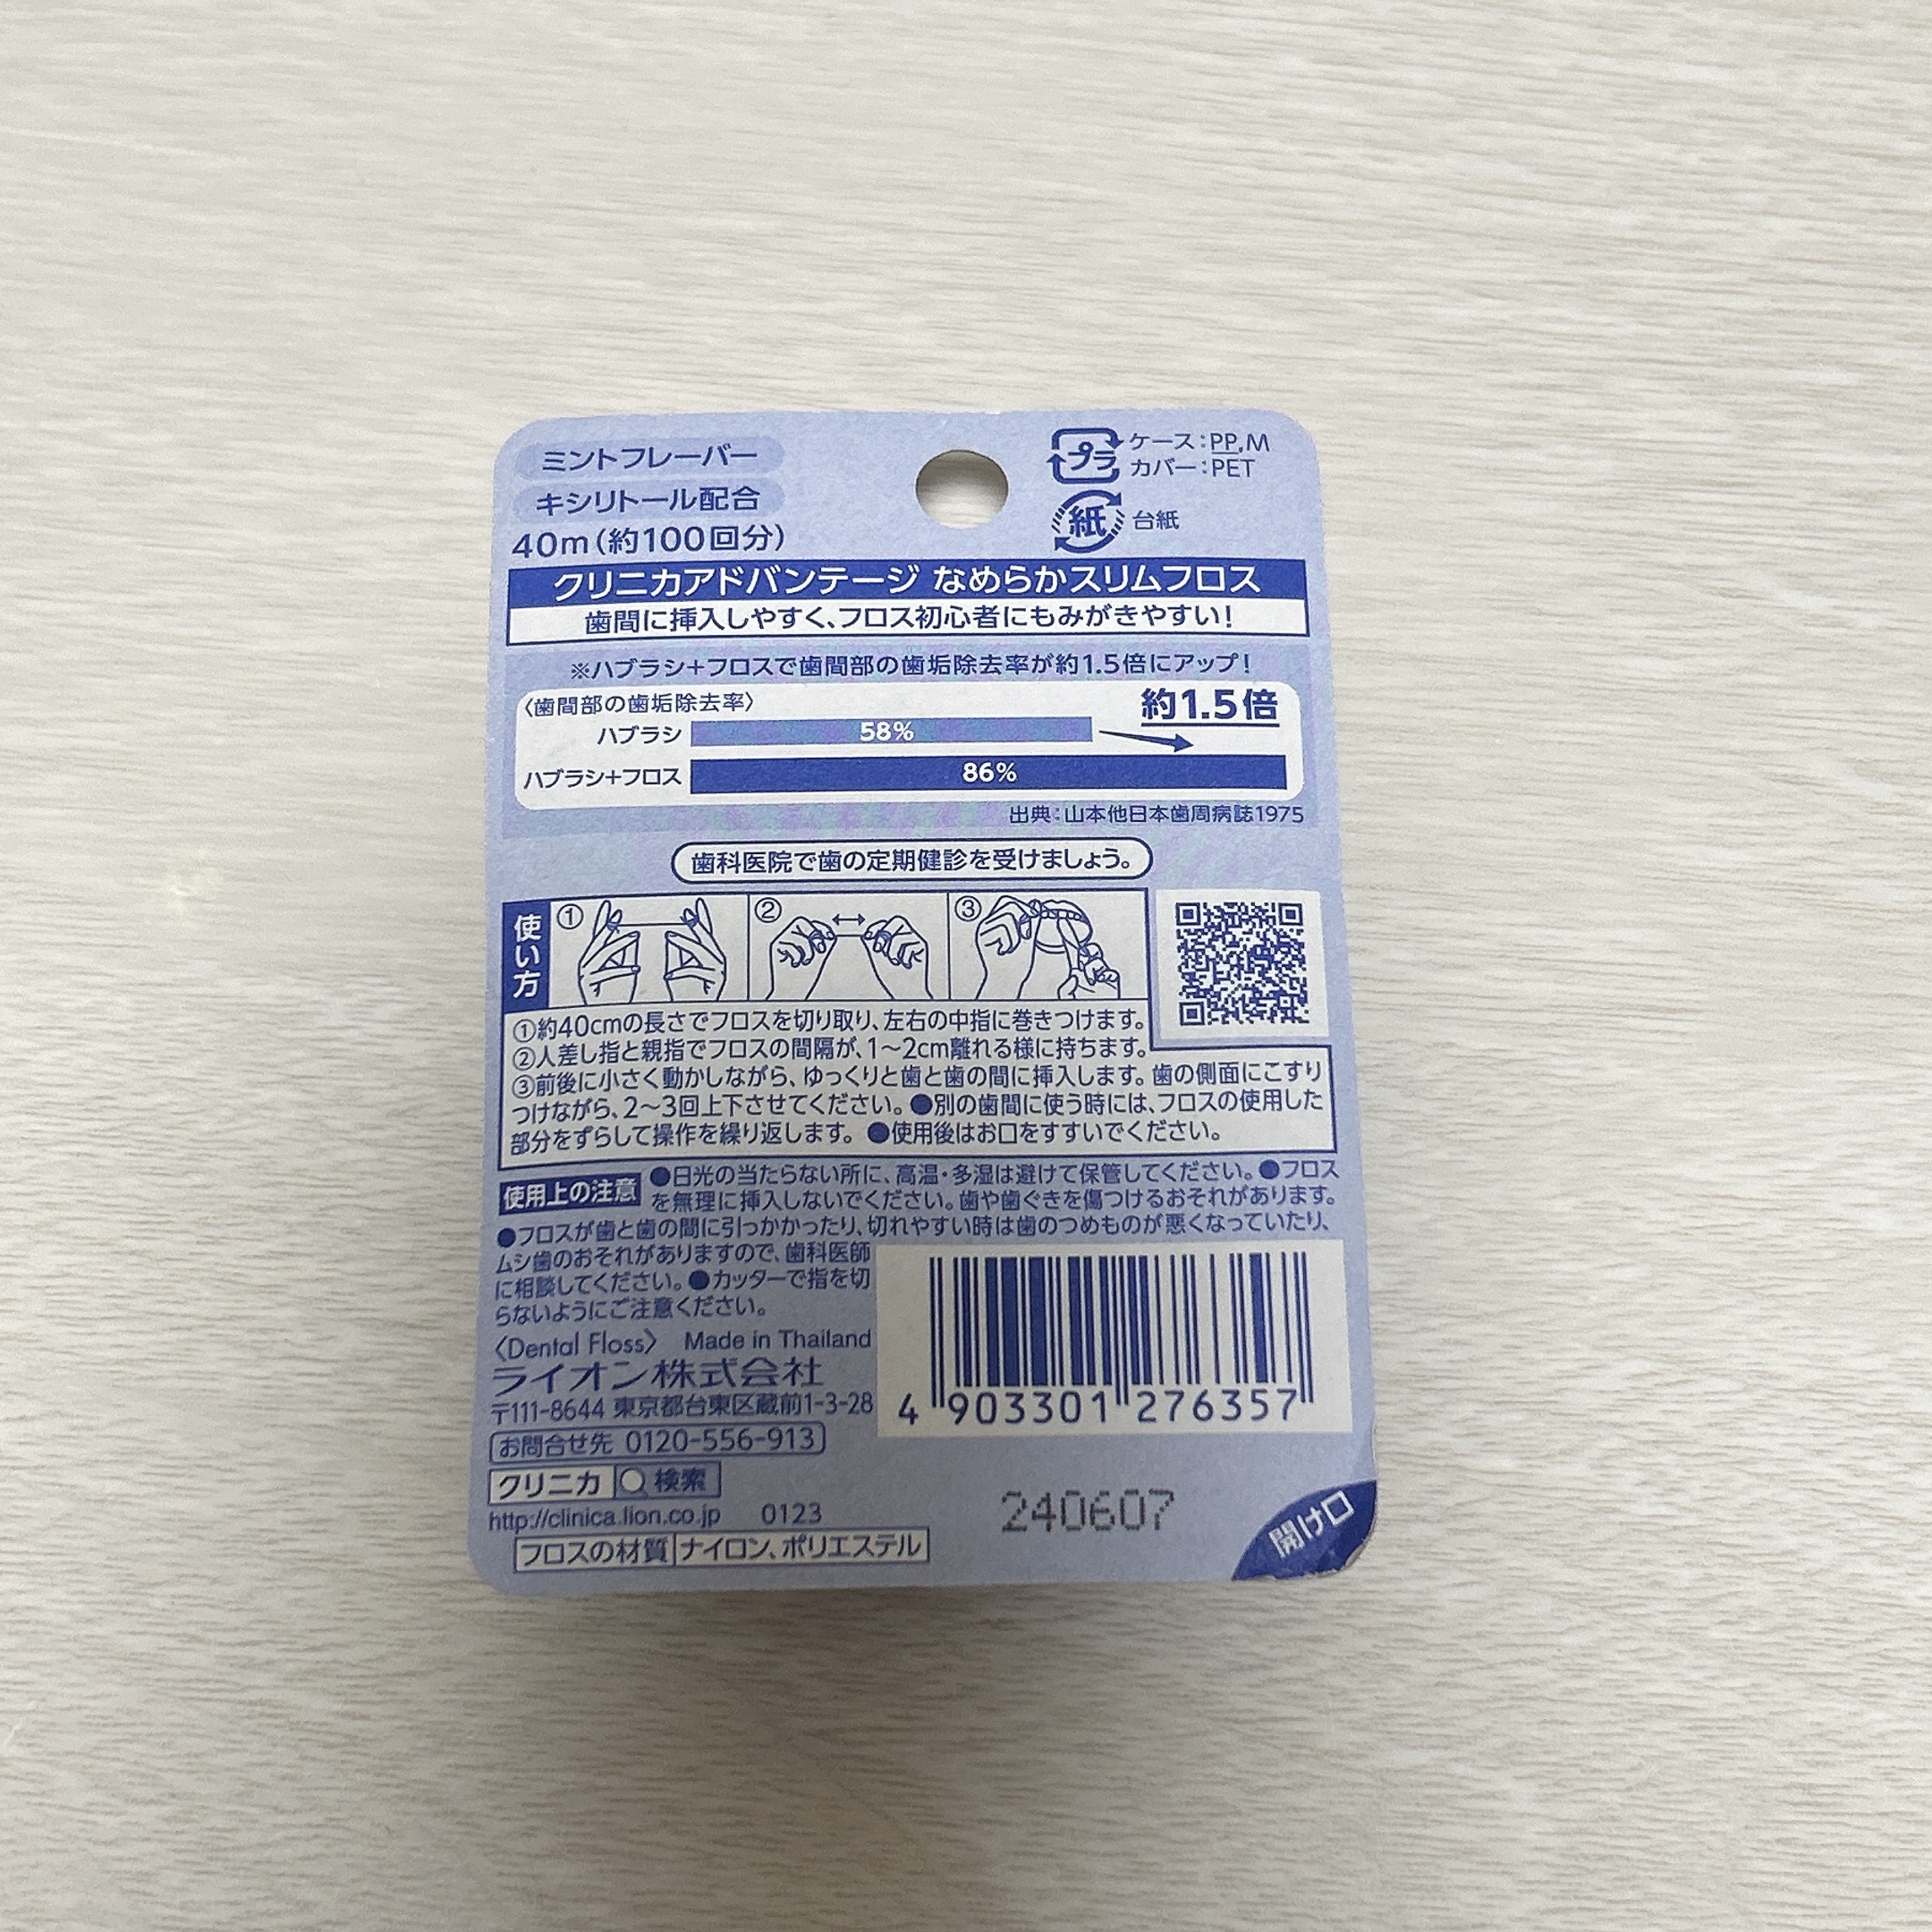 ミントフレーバー
キシリトール配合
40m(約100回分)
プラ
ケース:PP,M
カバー:PET
紙
台紙
クリニカアドバンテージ なめらかスリムフロス
歯間に挿入しやすく、フロス初心者にもみがきやすい!
※ハブラシ+フロスで歯間部の歯垢除去率が約1.5倍にアップ!
〈歯間部の歯垢除去率〉
約1.5倍
ハブラシ 58%
ハブラシ+フロス 86%
出典:山本他日本歯周病誌1975
歯科医院で歯の定期健診を受けましょう。
使い方
① ② ③
①約40cmの長さでフロスを切り取り、左右の中指に巻きつけます。
②人差し指と親指でフロスの間隔が、1〜2cm離れる様に持ちます。
③前後に小さく動かしながら、ゆっくりと歯と歯の間に挿入します。歯の側面にこすり
つけながら、2〜3回上下させてください。●別の歯間に使う時には、フロスの使用した
部分をずらして操作を繰り返します。●使用後はお口をすすいでください。
使用上の注意
●日光の当たらない所に、高温・多湿は避けて保管してください。●フロス
を無理に挿入しないでください。歯や歯ぐきを傷つけるおそれがあります。
●フロスが歯と歯の間に引っかかったり、切れやすい時は歯のつめものが悪くなっていたり、
ムシ歯のおそれがありますので、歯科医師
に相談してください。●カッターで指を切
らないようにご注意ください。
〈Dental Floss〉 Made in Thailand
ライオン株式会社
〒111-8644 東京都台東区蔵前1-3-28
お問合せ先 0120-556-913
クリニカ 検索
http://clinica.lion.co.jp 0123
フロスの材質 ナイロン、ポリエステル
4 903301 276357
240607
開け口